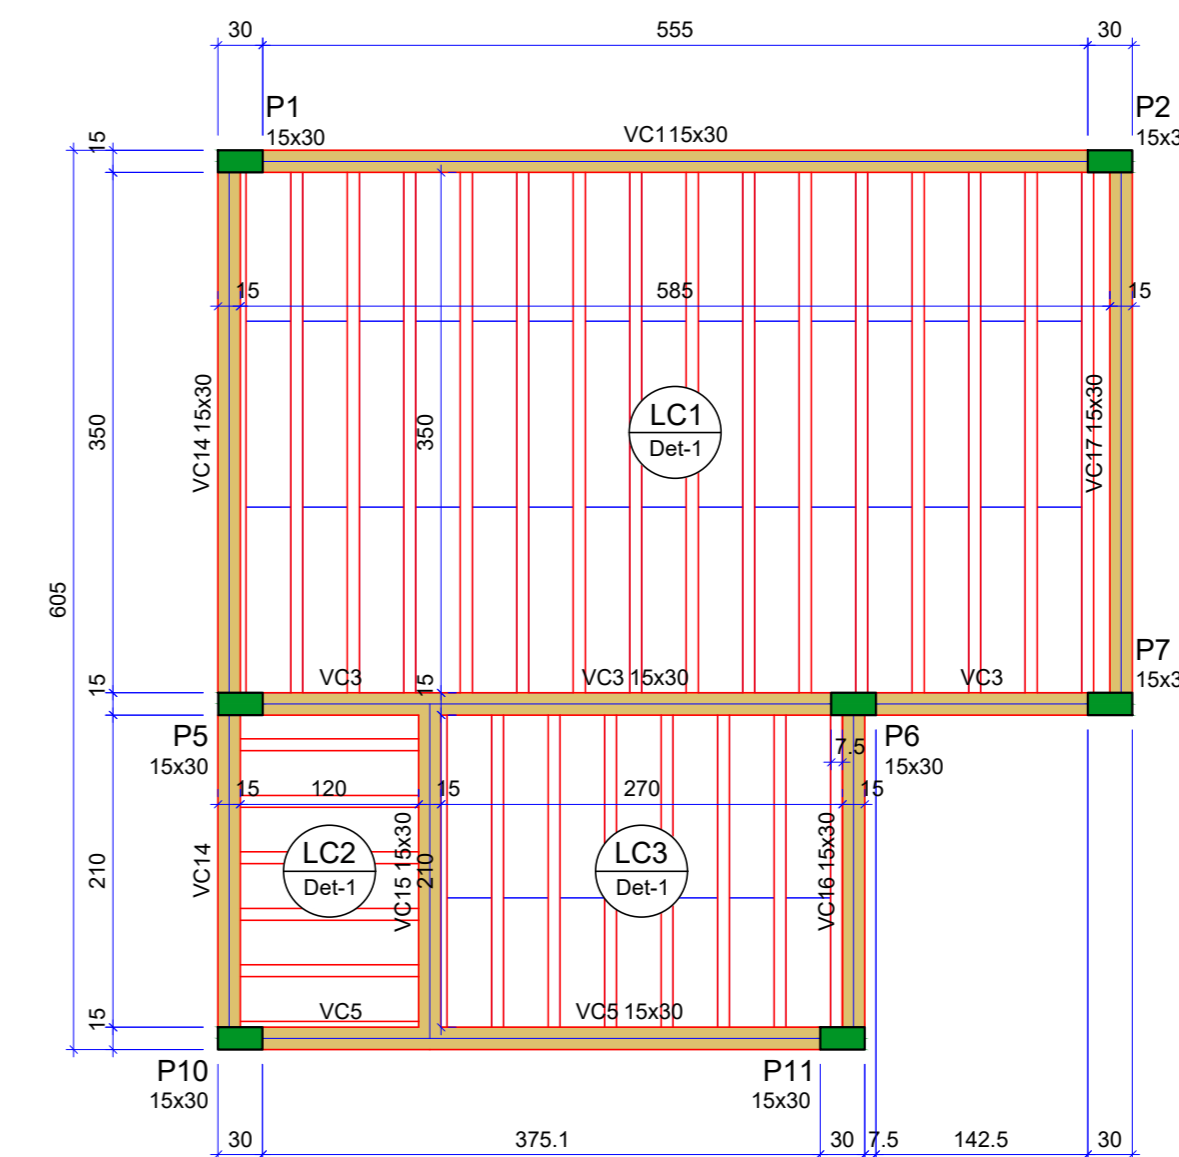 30 555 30
P1 P2
15x30 VC115x30 15x3
15
15 585 15
VC14 15x30 350 350 VC17 15x30
LC1
Det-1
605
P7
15x3
15 VC3 15 VC3 15x30 VC3
P5 P6
15x30 7.5 15x30
15 120 15 270 15
VC14 210 VC15 15x30 210 VC16 15x30
LC2 LC3
Det-1 Det-1
15 VC5 VC5 15x30
P10 P11
15x30 15x30
30 375.1 30 7.5 142.5 30